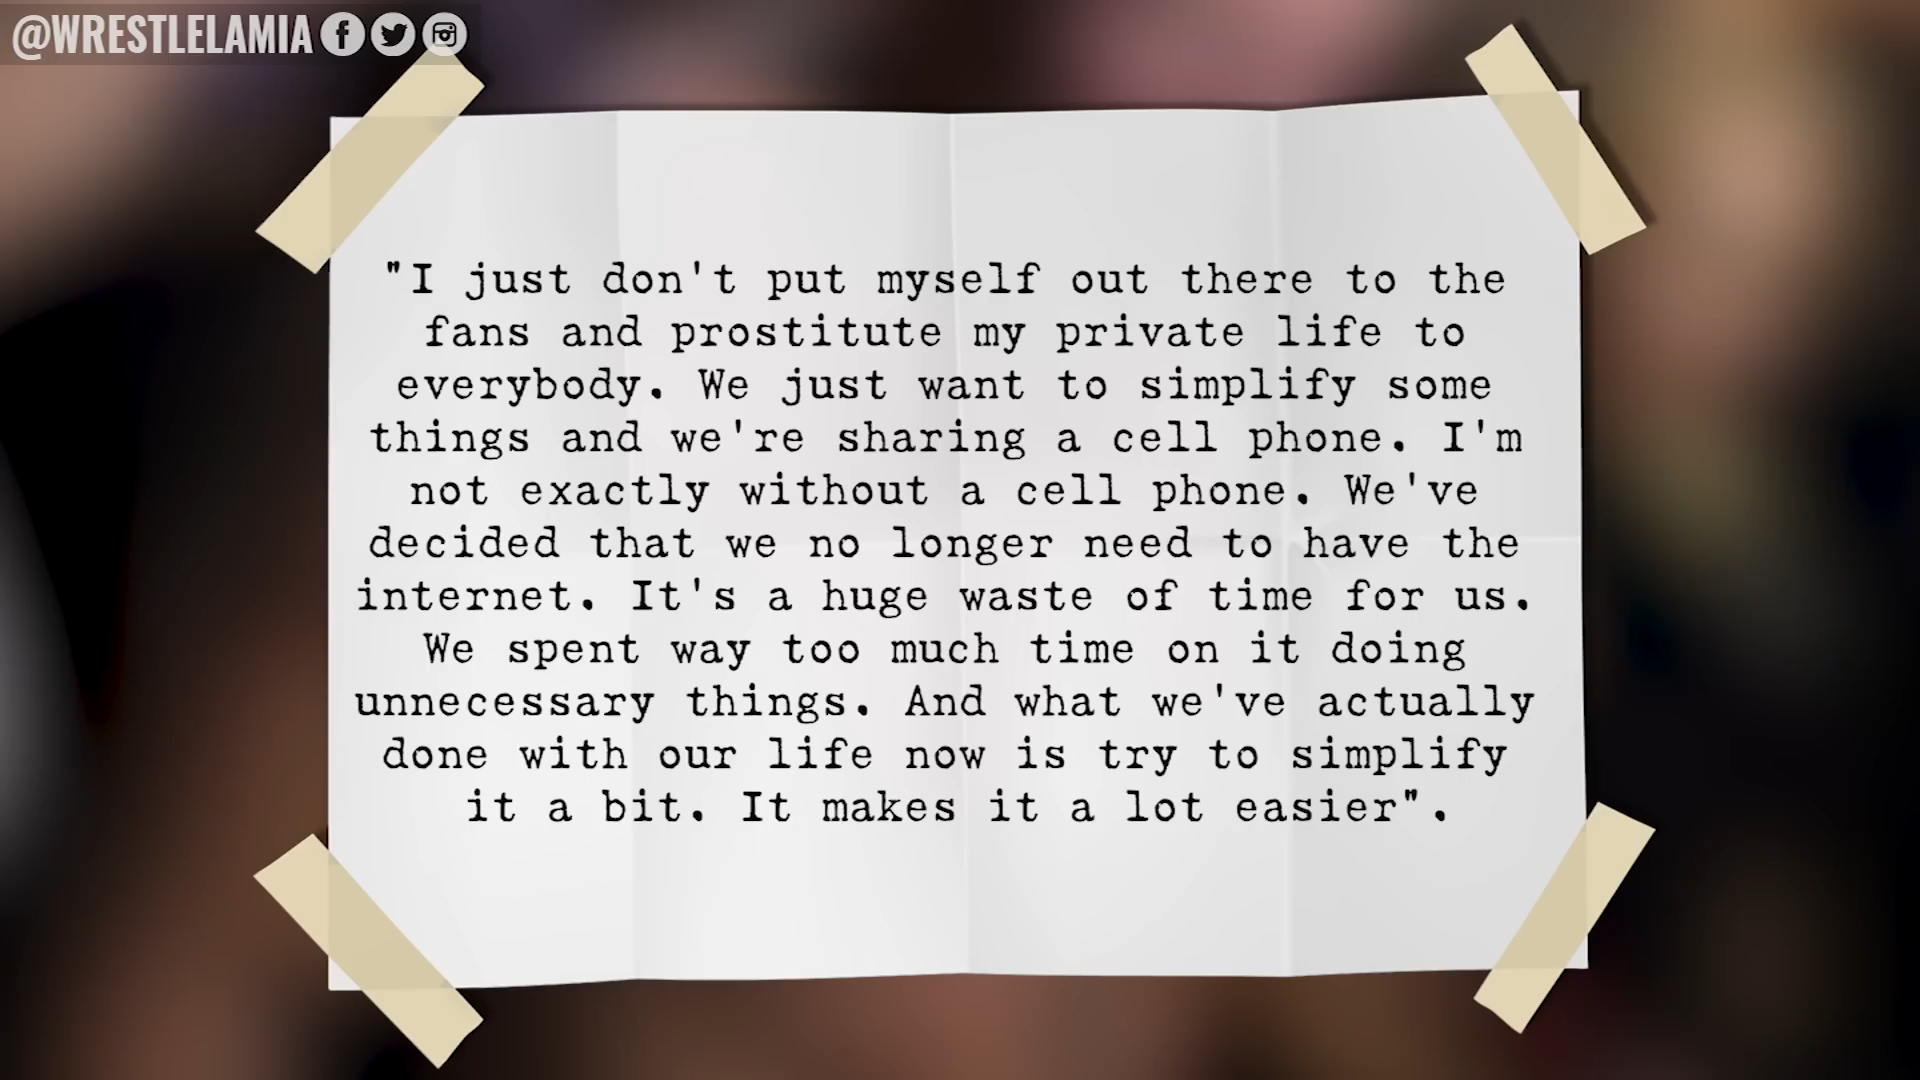 @WRESTLELAMIA
"I just don't put myself out there to the
fans and prostitute my private life to
everybody. We just want to simplify some
things and we're sharing a cell phone. I'm
not exactly without a cell phone. We've
decided that we no longer need to have the
internet. It's a huge waste of time for us.
We spent way too much time on it doing
unnecessary things. And what we've actually
done with our life now is try to simplify
it a bit. It makes it a lot easier".